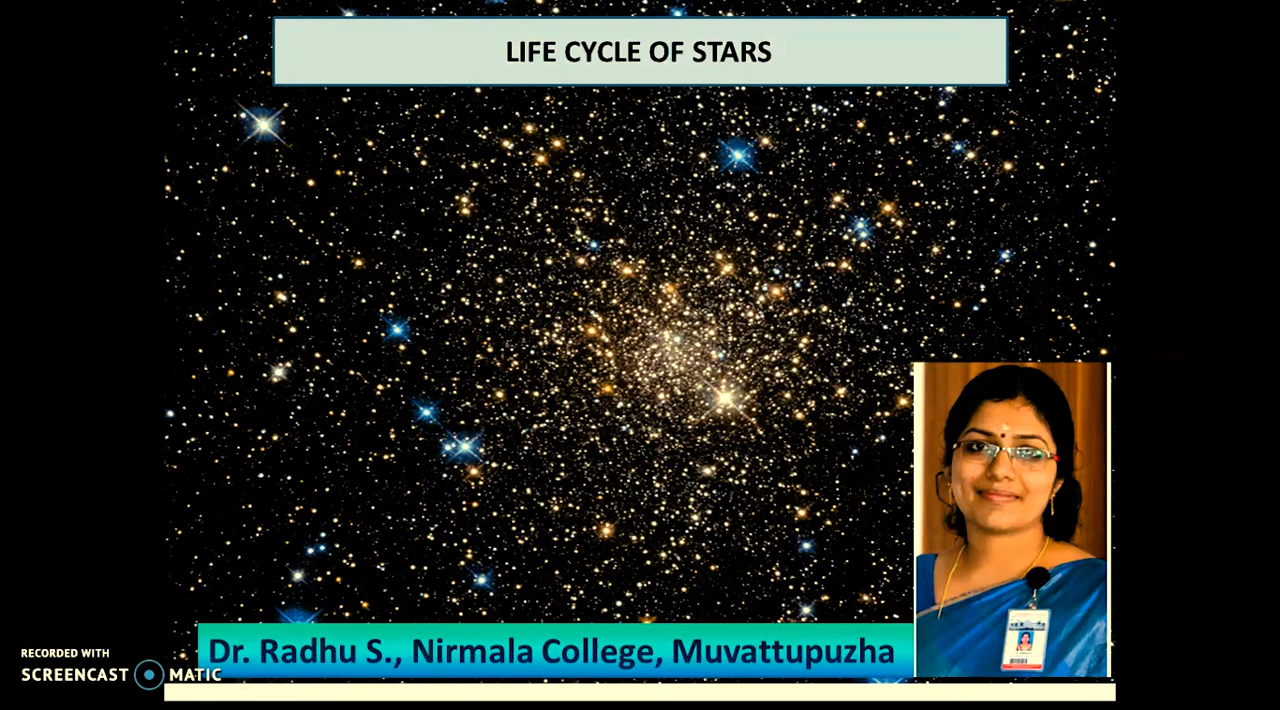 LIFE CYCLE OF STARS
Dr. Radhu S., Nirmala College, Muvattupuzha
RECORDED WITH
SCREENCAST MATIC